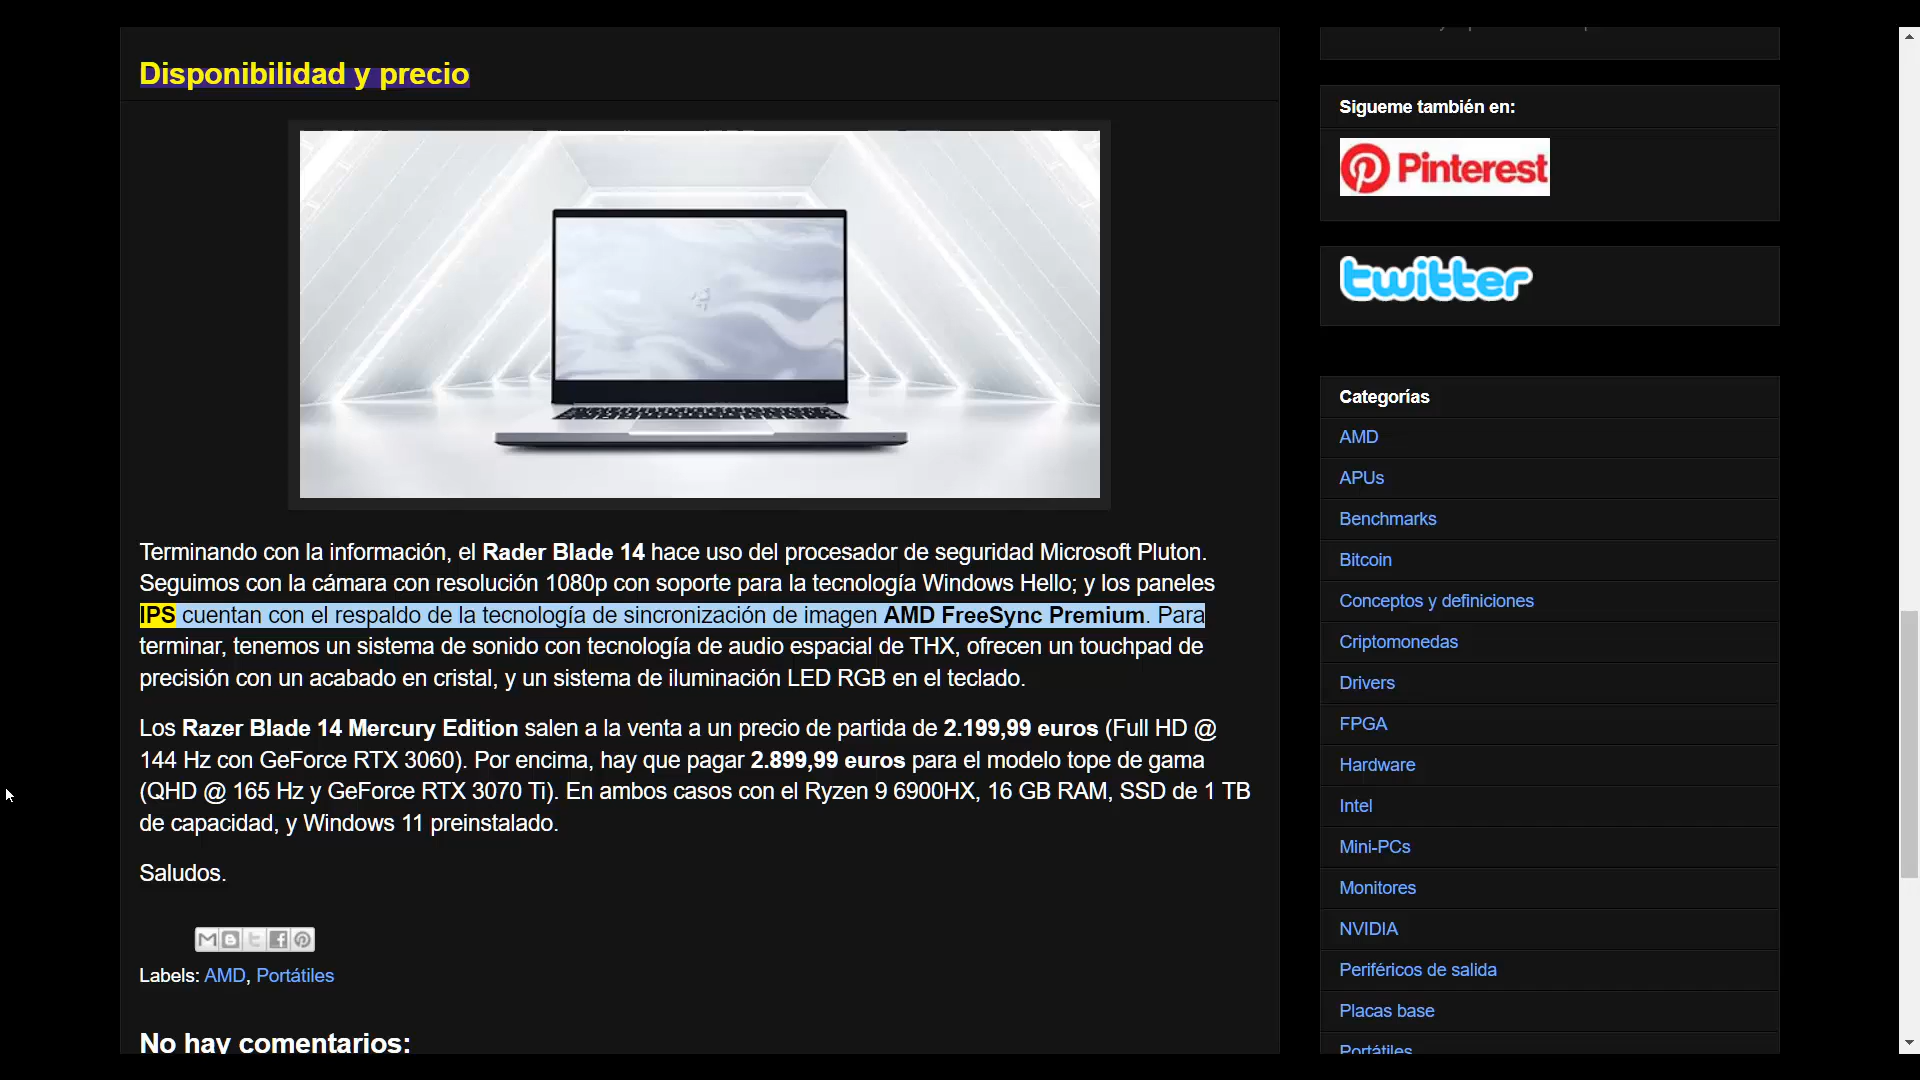 Disponibilidad y precio
Terminando con la información, el Rader Blade 14 hace uso del procesador de seguridad Microsoft Pluton.
Seguimos con la cámara con resolución 1080p con soporte para la tecnología Windows Hello; y los paneles
IPS cuentan con el respaldo de la tecnología de sincronización de imagen AMD FreeSync Premium. Para
terminar, tenemos un sistema de sonido con tecnología de audio espacial de THX, ofrecen un touchpad de
precisión con un acabado en cristal, y un sistema de iluminación LED RGB en el teclado.
Los Razer Blade 14 Mercury Edition salen a la venta a un precio de partida de 2.199,99 euros (Full HD @
144 Hz con GeForce RTX 3060). Por encima, hay que pagar 2.899,99 euros para el modelo tope de gama
(QHD @ 165 Hz y GeForce RTX 3070 Ti). En ambos casos con el Ryzen 9 6900HX, 16 GB RAM, SSD de 1 TB
de capacidad, y Windows 11 preinstalado.
Saludos.
Labels: AMD, Portátiles
No hay comentarios:
Sigueme también en:
Pinterest
twitter
Categorías
AMD
APUs
Benchmarks
Bitcoin
Conceptos y definiciones
Criptomonedas
Drivers
FPGA
Hardware
Intel
Mini-PCs
Monitores
NVIDIA
Periféricos de salida
Placas base
Portátiles